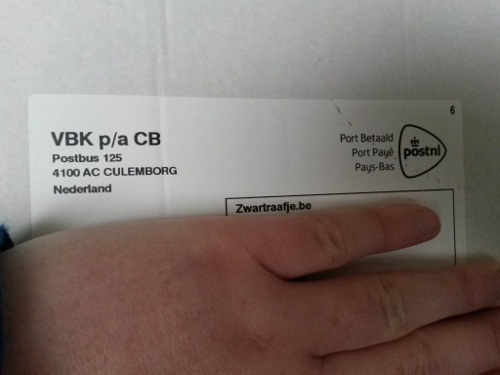 6
VBK p/a CB
Postbus 125
4100 AC CULEMBORG
Nederland
Port Betaald
Port Payé
Pays-Bas
postnl
Zwartraafje.be